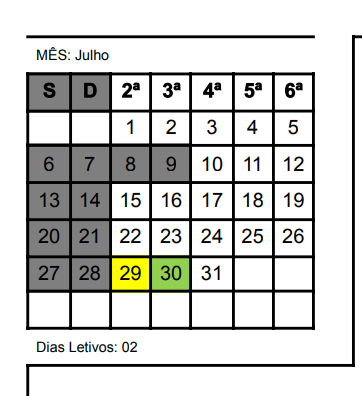 MÊS: Julho
S D 2ª 3ª 4ª 5ª 6ª
1 2 3 4 5
6 7 8 9 10 11 12
13 14 15 16 17 18 19
20 21 22 23 24 25 26
27 28 29 30 31
Dias Letivos: 02